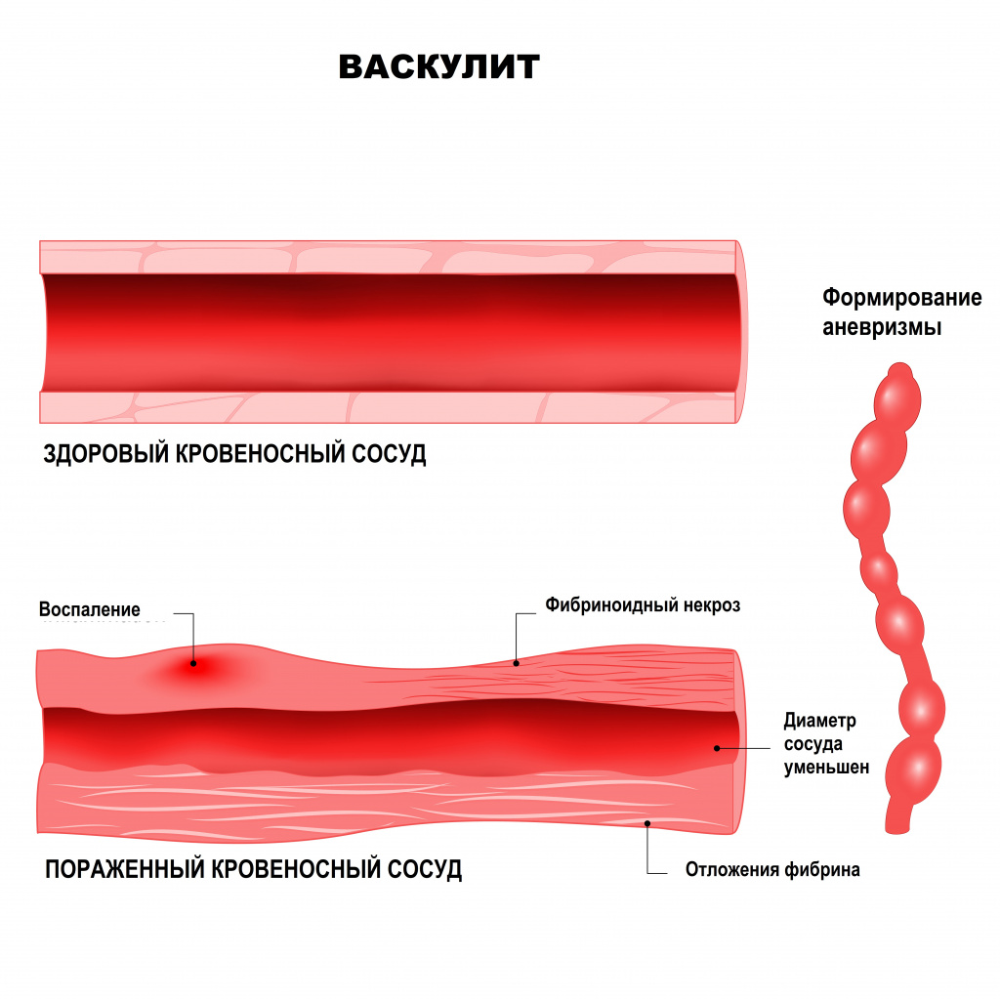 ВАСКУЛИТ
Формирование
аневризмы
ЗДОРОВЫЙ КРОВЕНОСНЫЙ СОСУД
Воспаление
Фибриноидный некроз
Диаметр
сосуда
уменьшен
ПОРАЖЕННЫЙ КРОВЕНОСНЫЙ СОСУД
Отложения фибрина